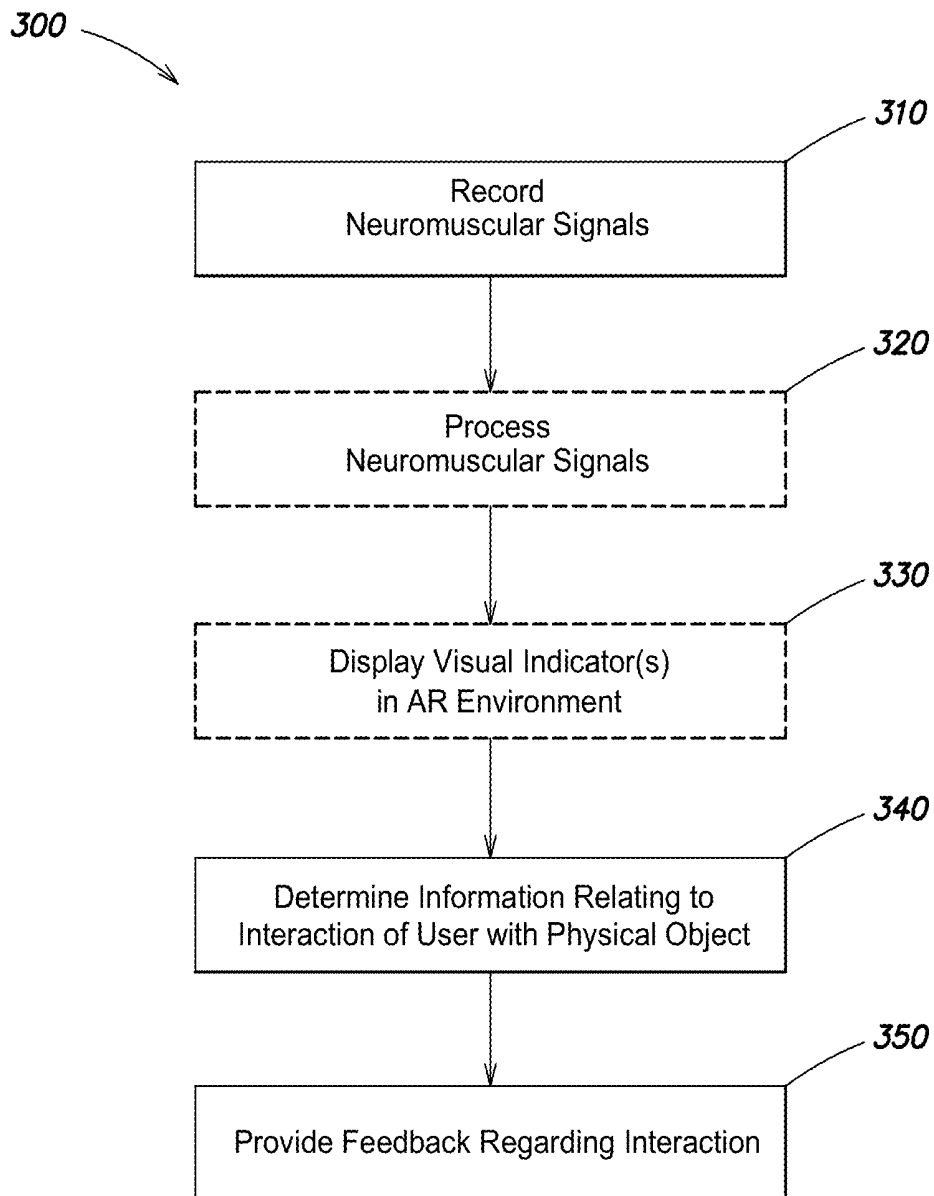 300
310
Record
Neuromuscular Signals
320
Process
Neuromuscular Signals
330
Display Visual Indicator(s)
in AR Environment
340
Determine Information Relating to
Interaction of User with Physical Object
350
Provide Feedback Regarding Interaction